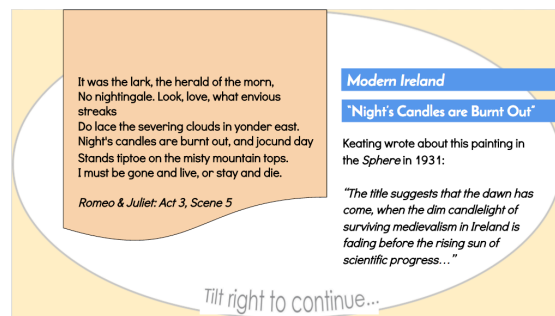 It was the lark, the herald of the morn,
No nightingale. Look, love, what envious
streaks
Do lace the severing clouds in yonder east.
Night's candles are burnt out, and jocund day
Stands tiptoe on the misty mountain tops.
I must be gone and live, or stay and die.
Romeo & Juliet: Act 3, Scene 5
Modern Ireland
"Night's Candles are Burnt Out"
Keating wrote about this painting in
the Sphere in 1931:
"The title suggests that the dawn has
come, when the dim candlelight of
surviving medievalism in Ireland is
fading before the rising sun of
scientific progress…"
Tilt right to continue...